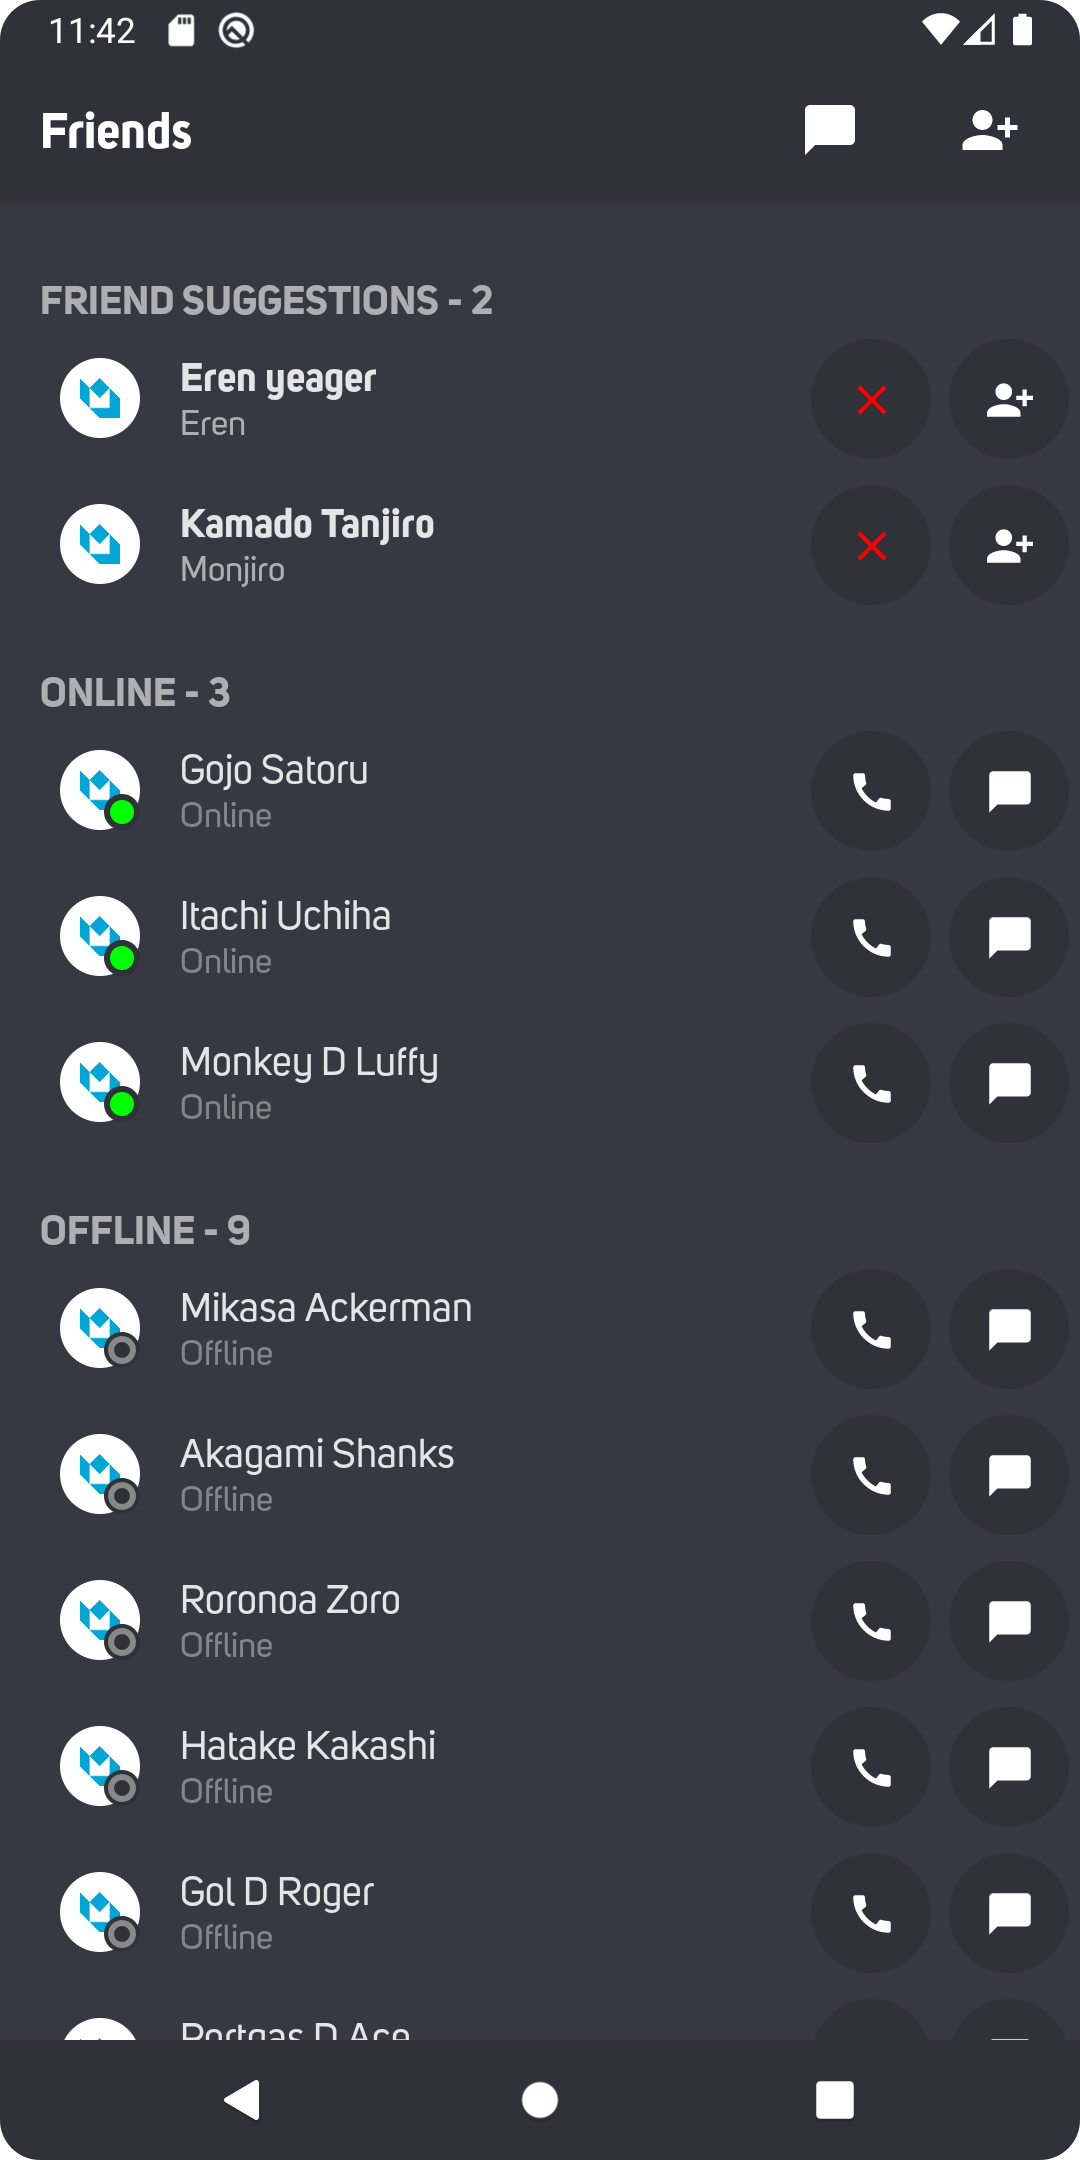 11:42
Friends
FRIEND SUGGESTIONS - 2
Eren yeager
Eren
Kamado Tanjiro
Monjiro
ONLINE - 3
Gojo Satoru
Online
Itachi Uchiha
Online
Monkey D Luffy
Online
OFFLINE - 9
Mikasa Ackerman
Offline
Akagami Shanks
Offline
Roronoa Zoro
Offline
Hatake Kakashi
Offline
Gol D Roger
Offline
Portgas D Ace